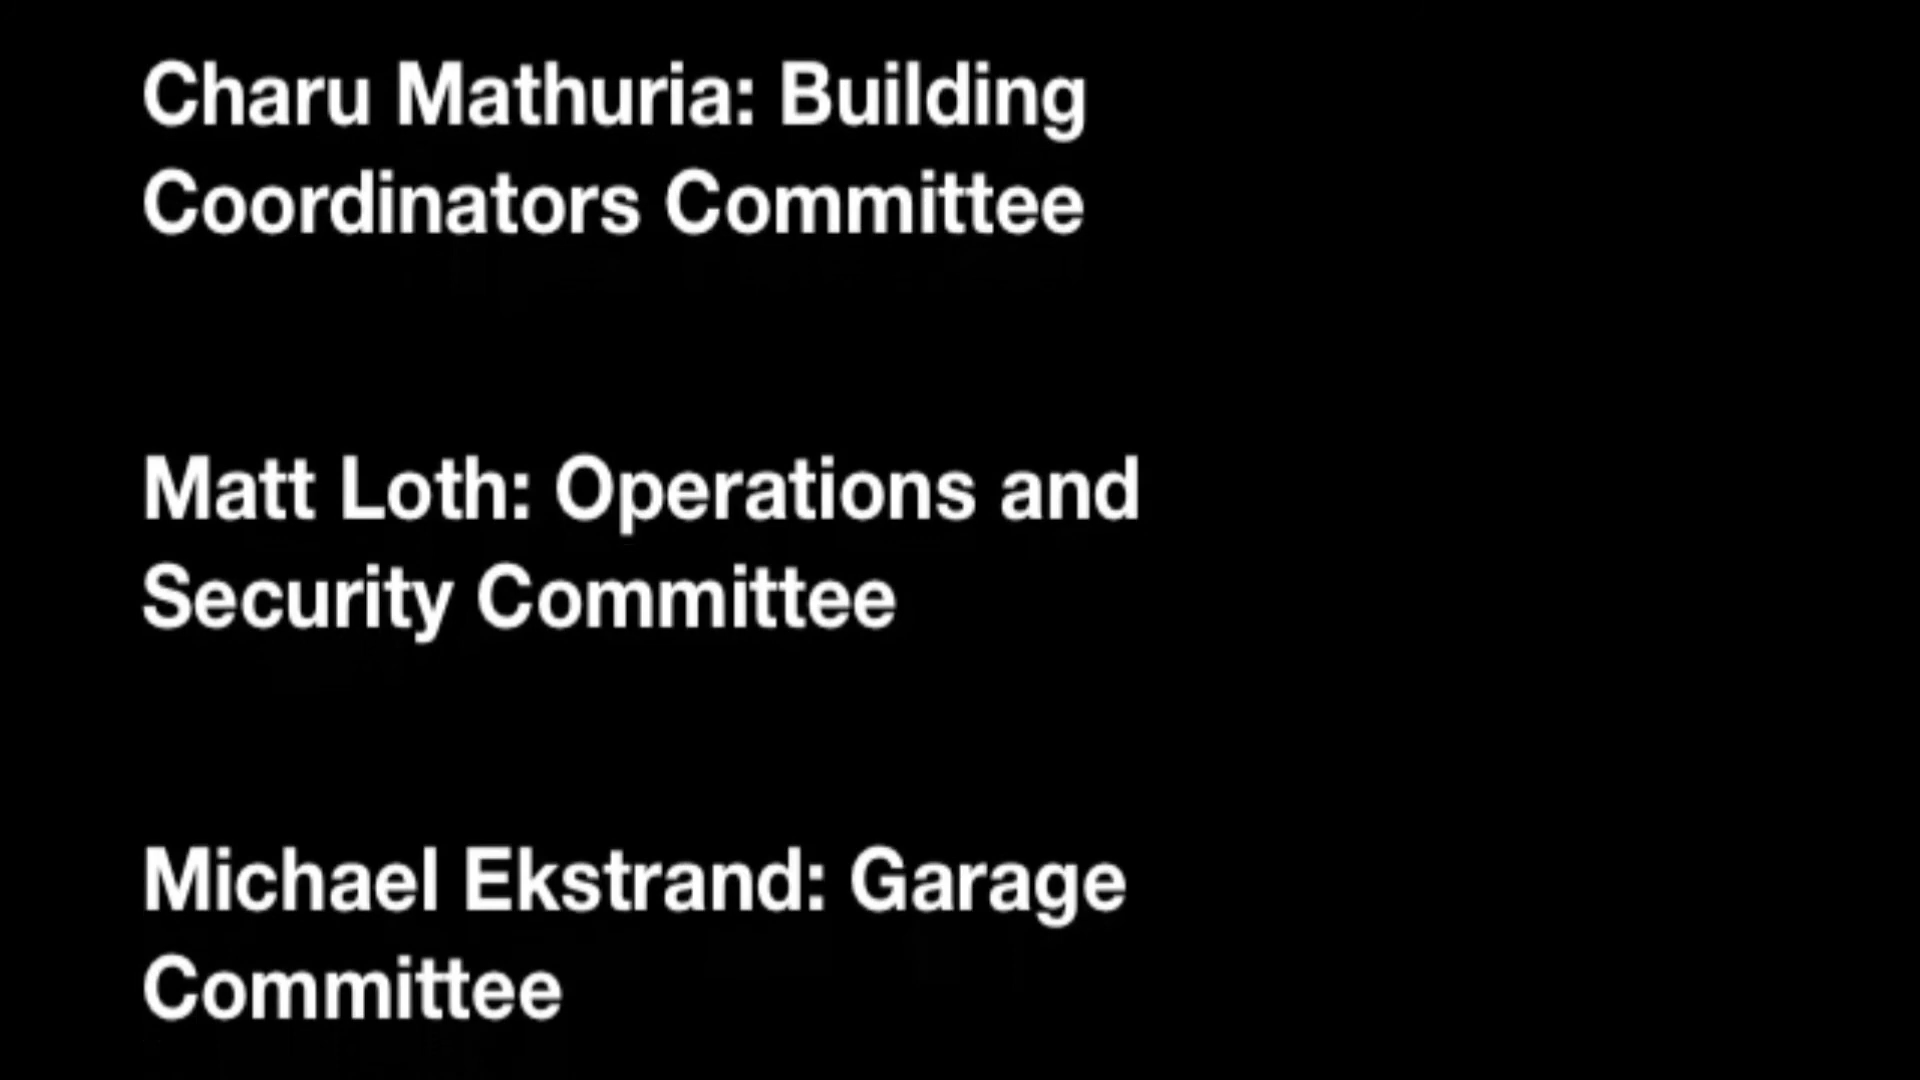 Charu Mathuria: Building
Coordinators Committee
Matt Loth: Operations and
Security Committee
Michael Ekstrand: Garage
Committee